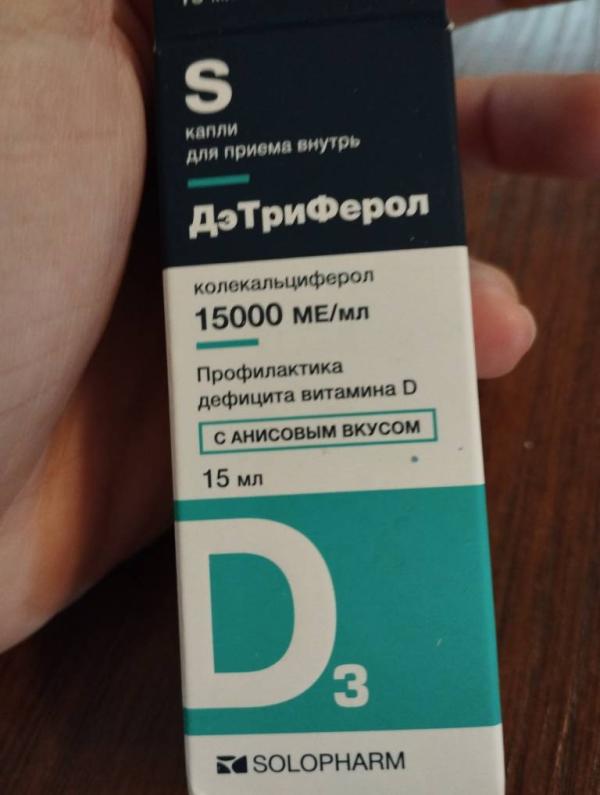 S
капли
для приема внутрь
ДэТриФерол
колекальциферол
15000 МЕ/мл
Профилактика
дефицита витамина D
С АНИСОВЫМ ВКУСОМ
15 мл
D3
SOLOPHARM